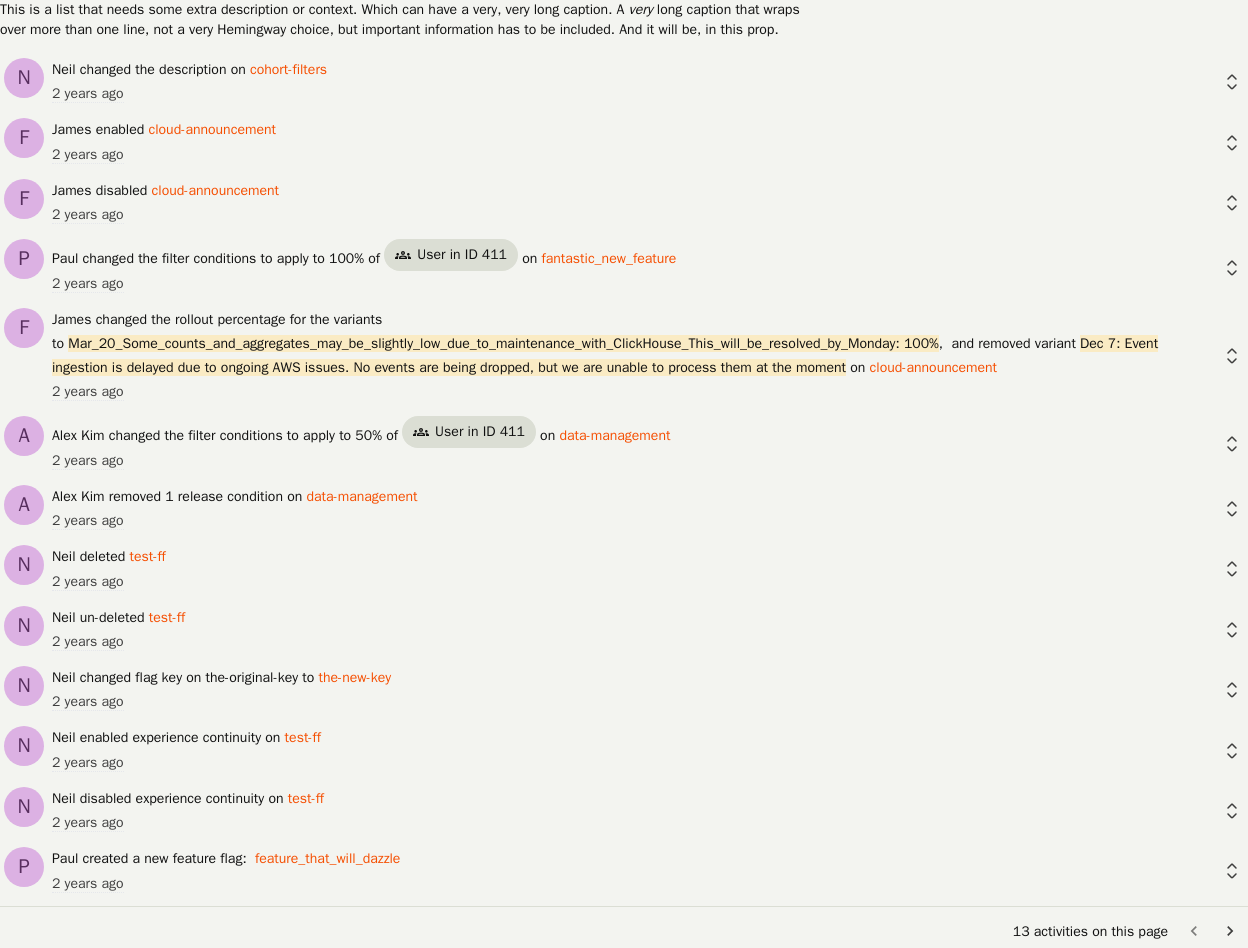 This is a list that needs some extra description or context. Which can have a very, very long caption. A very long caption that wraps
over more than one line, not a very Hemingway choice, but important information has to be included. And it will be, in this prop.
N Neil changed the description on cohort-filters
2 years ago
F James enabled cloud-announcement
2 years ago
F James disabled cloud-announcement
2 years ago
P Paul changed the filter conditions to apply to 100% of User in ID 411 on fantastic_new_feature
2 years ago
F James changed the rollout percentage for the variants
to Mar_20_Some_counts_and_aggregates_may_be_slightly_low_due_to_maintenance_with_ClickHouse_This_will_be_resolved_by_Monday: 100%, and removed variant Dec 7: Event
ingestion is delayed due to ongoing AWS issues. No events are being dropped, but we are unable to process them at the moment on cloud-announcement
2 years ago
A Alex Kim changed the filter conditions to apply to 50% of User in ID 411 on data-management
2 years ago
A Alex Kim removed 1 release condition on data-management
2 years ago
N Neil deleted test-ff
2 years ago
N Neil un-deleted test-ff
2 years ago
N Neil changed flag key on the-original-key to the-new-key
2 years ago
N Neil enabled experience continuity on test-ff
2 years ago
N Neil disabled experience continuity on test-ff
2 years ago
P Paul created a new feature flag: feature_that_will_dazzle
2 years ago
13 activities on this page